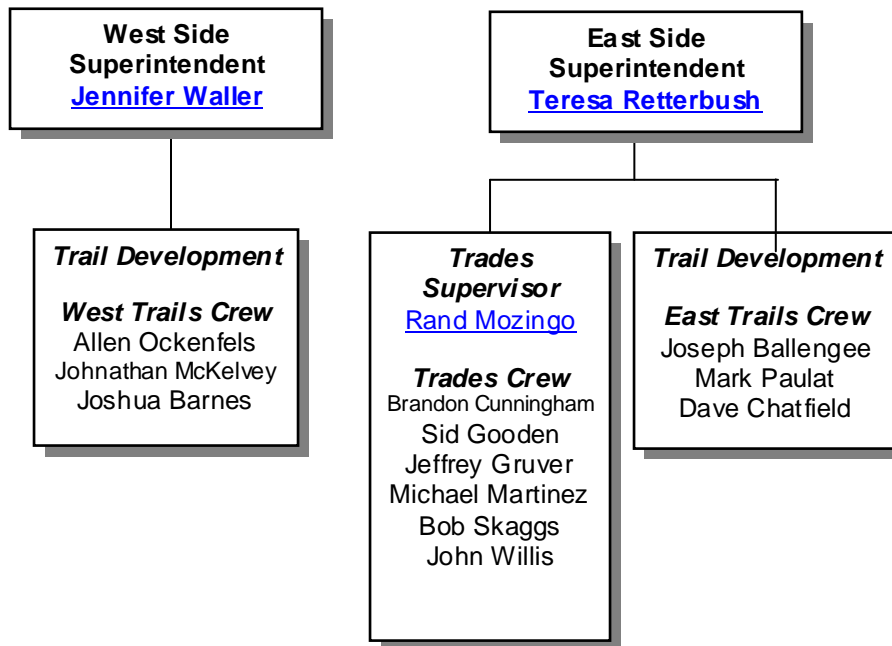 West Side
Superintendent
Jennifer Waller
East Side
Superintendent
Teresa Retterbush
Trail Development
West Trails Crew
Allen Ockenfels
Johnathan McKelvey
Joshua Barnes
Trades
Supervisor
Rand Mozingo
Trades Crew
Brandon Cunningham
Sid Gooden
Jeffrey Gruver
Michael Martinez
Bob Skaggs
John Willis
Trail Development
East Trails Crew
Joseph Ballengee
Mark Paulat
Dave Chatfield